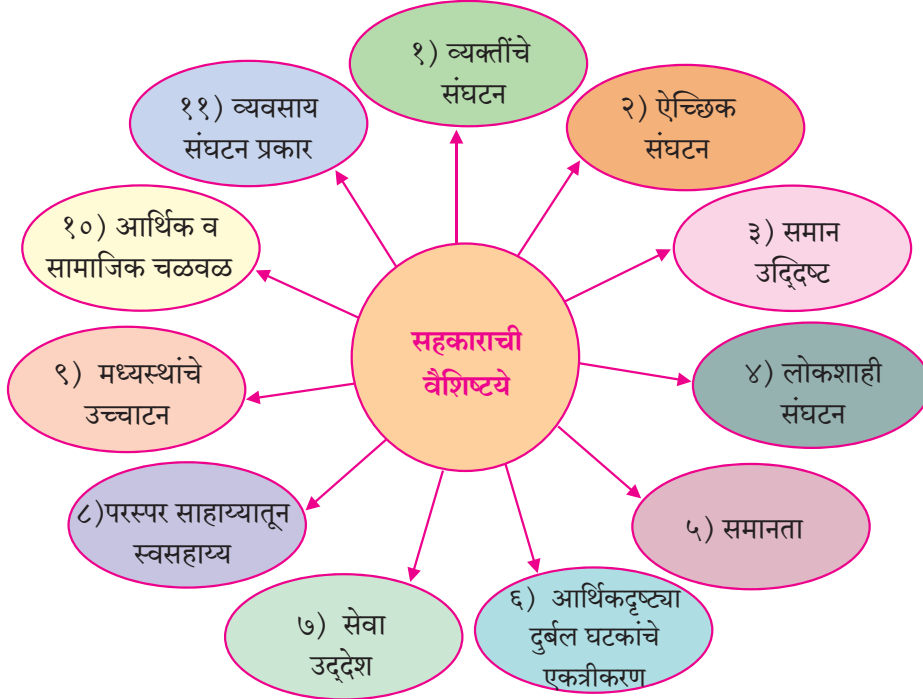 सहकाराची
वैशिष्टये
१) व्यक्तींचे
संघटन
२) ऐच्छिक
संघटन
३) समान
उद्दिष्ट
४) लोकशाही
संघटन
५) समानता
६) आर्थिकदृष्ट्या
दुर्बल घटकांचे
एकत्रीकरण
७) सेवा
उद्देश
८)परस्पर साहाय्यातून
स्वसहाय्य
९) मध्यस्थांचे
उच्चाटन
१०) आर्थिक व
सामाजिक चळवळ
११) व्यवसाय
संघटन प्रकार